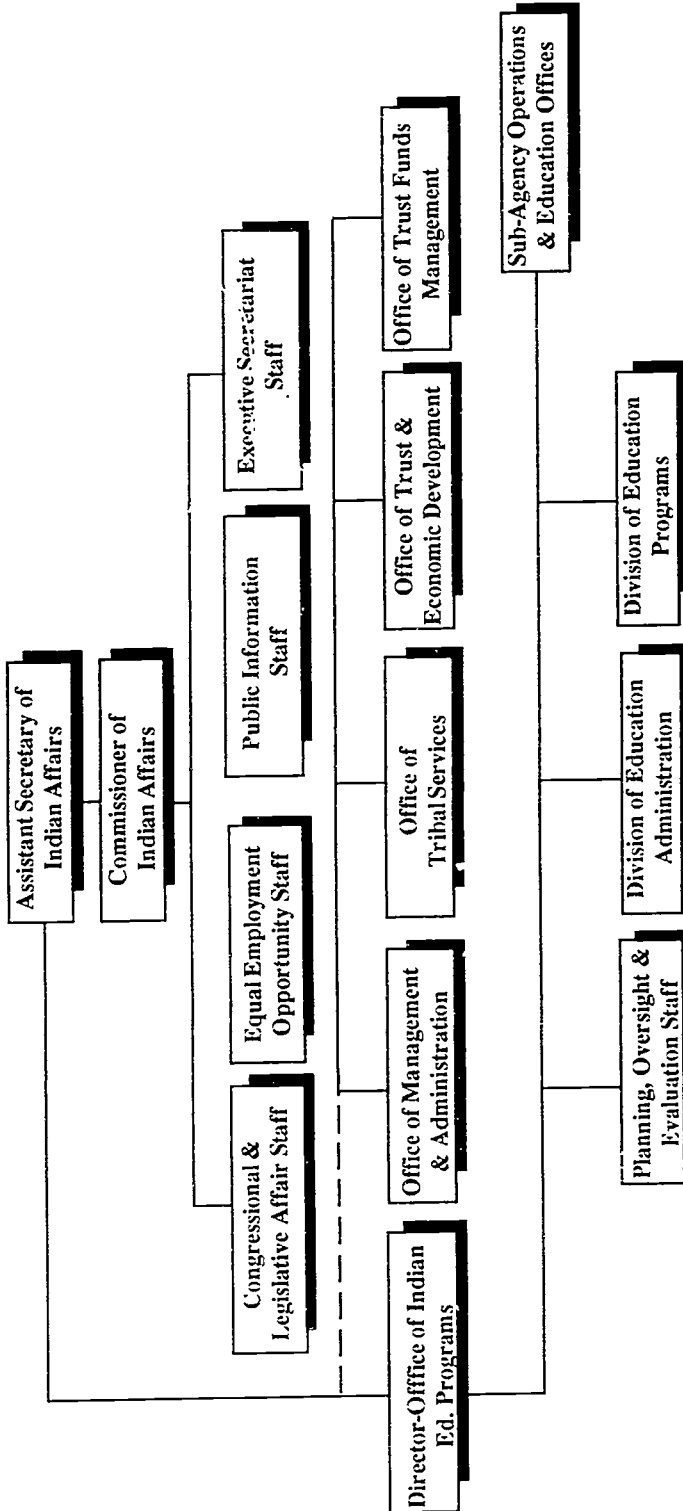 Assistant Secretary of
Indian Affairs
Commissioner of
Indian Affairs
Congressional &
Legislative Affair Staff
Equal Employment
Opportunity Staff
Public Information
Staff
Executive Secretariat
Staff
Director-Offfice of Indian
Ed. Programs
Office of Management
& Administration
Office of
Tribal Services
Office of Trust &
Economic Development
Office of Trust Funds
Management
Planning, Oversight &
Evaluation Staff
Division of Education
Administration
Division of Education
Programs
Sub-Agency Operations
& Education Offices